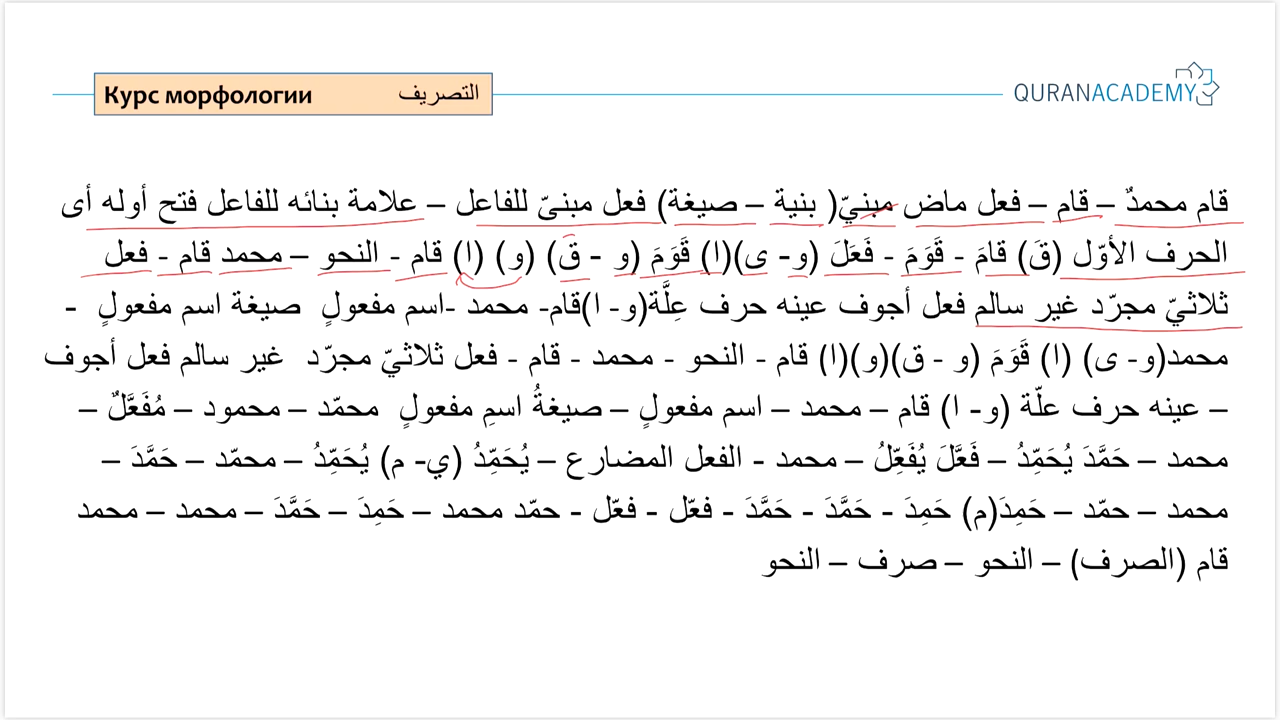 Курс морфологии التصريف
QURANACADEMY
قام محمدٌ – قام – فعل ماض مبنيّ( بنية – صيغة) فعل مبنىّ للفاعل – علامة بنائه للفاعل فتح أوله أى
الحرف الأوّل (قَ) قامَ - قَوَمَ - فَعَلَ (و- ى)(ا) قَوَمَ (و - ق) (و) (ا) قام - النحو – محمد قام - فعل
ثلاثيّ مجرّد غير سالم فعل أجوف عينه حرف عِلَّة(و- ا)قام- محمد -اسم مفعولٍ صيغة اسم مفعولٍ -
محمد(و- ى) (ا) قَوَمَ (و - ق)(و)(ا) قام - النحو - محمد - قام - فعل ثلاثيّ مجرّد غير سالم فعل أجوف
– عينه حرف علّة (و- ا) قام – محمد – اسم مفعولٍ – صيغةُ اسمِ مفعولٍ محمّد – محمود – مُفَعَّلٌ –
محمد – حَمَّدَ يُحَمِّدُ – فَعَّلَ يُفَعِّلُ – محمد - الفعل المضارع – يُحَمِّدُ (ي- م) يُحَمِّدُ – محمّد – حَمَّدَ –
محمد – حمّد – حَمِدَ(م) حَمِدَ - حَمَّدَ - حَمَّدَ - فعّل - فعّل - حمّد محمد – حَمِدَ – حَمَّدَ – محمد – محمد
قام (الصرف) – النحو – صرف – النحو